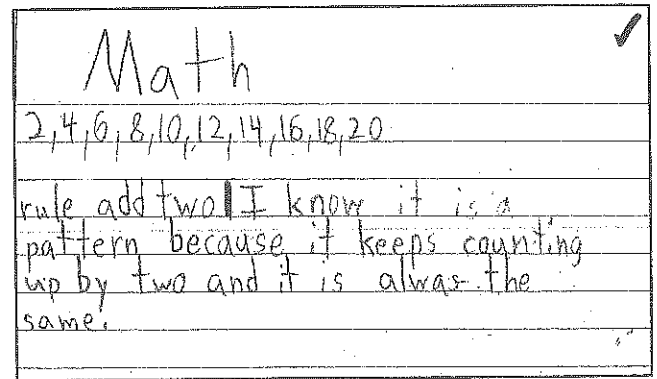 Math
2,4,6,8,10,12,14,16,18,20
rule add two I know it is a
pattern because it keeps counting
up by two and it is alwas the
same.